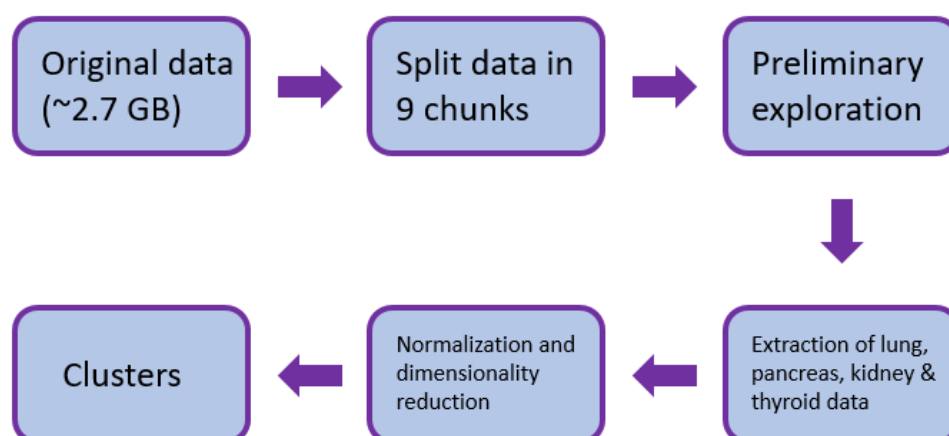 Original data
(~2.7 GB)
Split data in
9 chunks
Preliminary
exploration
Extraction of lung,
pancreas, kidney &
thyroid data
Normalization and
dimensionality
reduction
Clusters